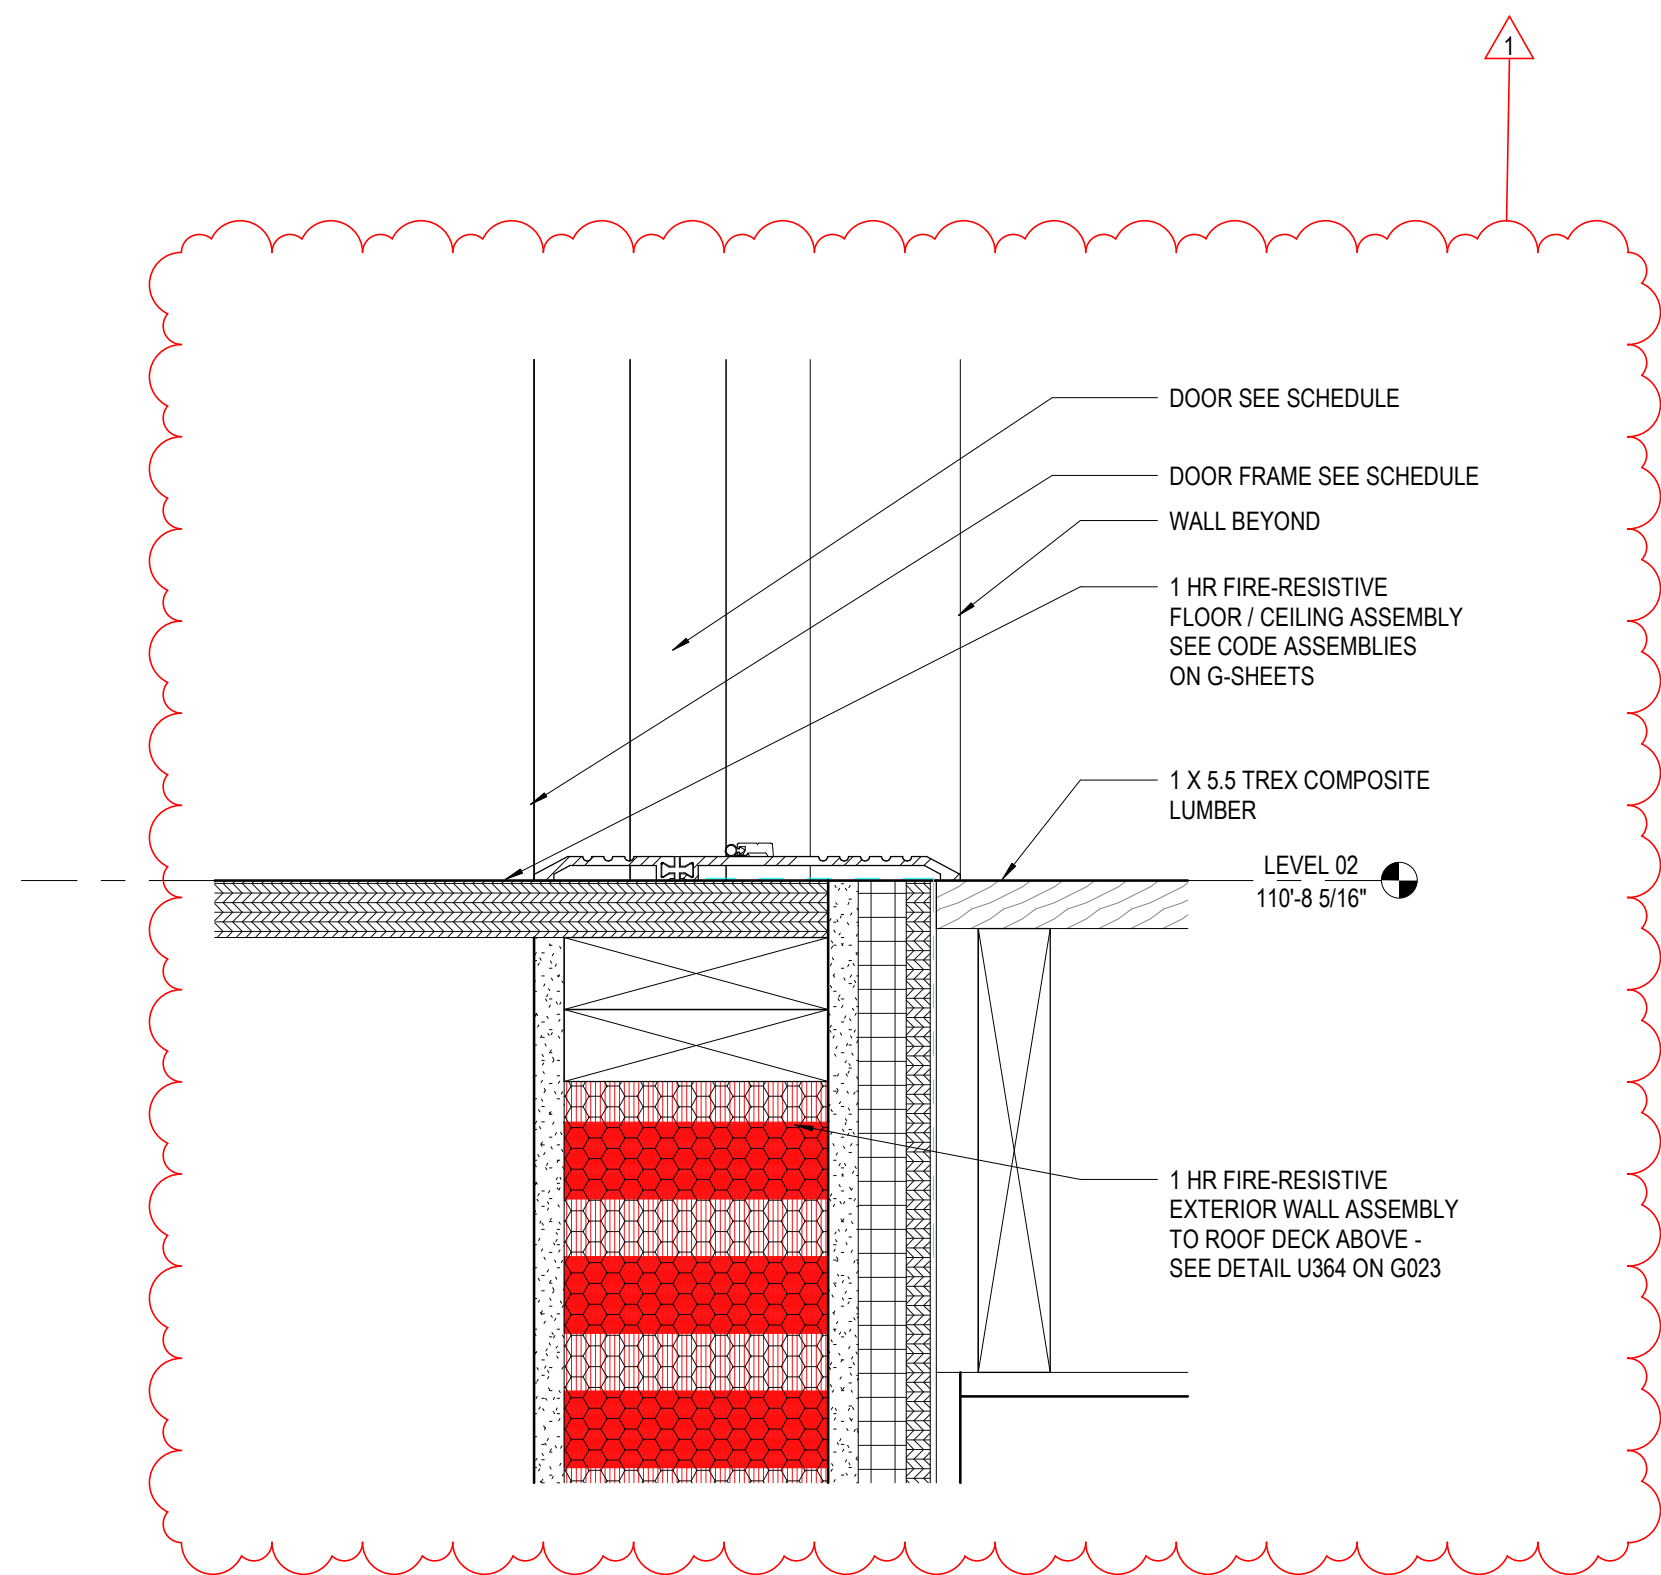 1
DOOR SEE SCHEDULE
DOOR FRAME SEE SCHEDULE
WALL BEYOND
1 HR FIRE-RESISTIVE
FLOOR / CEILING ASSEMBLY
SEE CODE ASSEMBLIES
ON G-SHEETS
1 X 5.5 TREX COMPOSITE
LUMBER
LEVEL 02
110'-8 5/16"
1 HR FIRE-RESISTIVE
EXTERIOR WALL ASSEMBLY
TO ROOF DECK ABOVE -
SEE DETAIL U364 ON G023